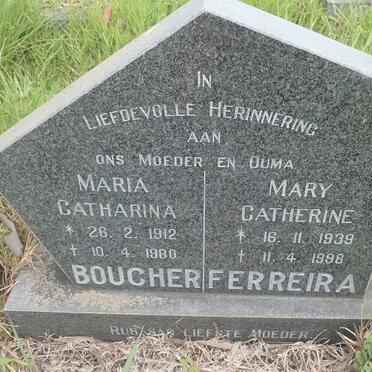 IN
LIEFDEVOLLE HERINNERING
AAN
ONS MOEDER EN OUMA
MARIA
CATHARINA
* 26. 2. 1912
† 10. 4. 1980
BOUCHER
MARY
CATHERINE
* 16. 11. 1939
† 11. 4. 1998
FERREIRA
RUS LIEFSTE MOEDER